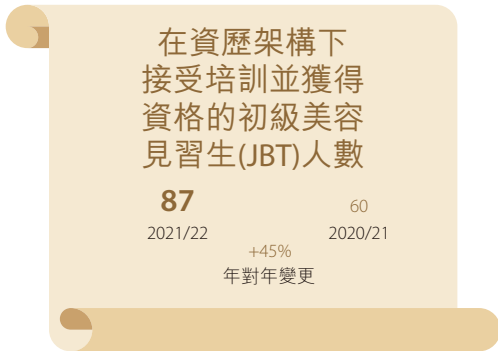 在資歷架構下
接受培訓並獲得
資格的初級美容
見習生(JBT)人數
87
60
2021/22
2020/21
+45%
年對年變更